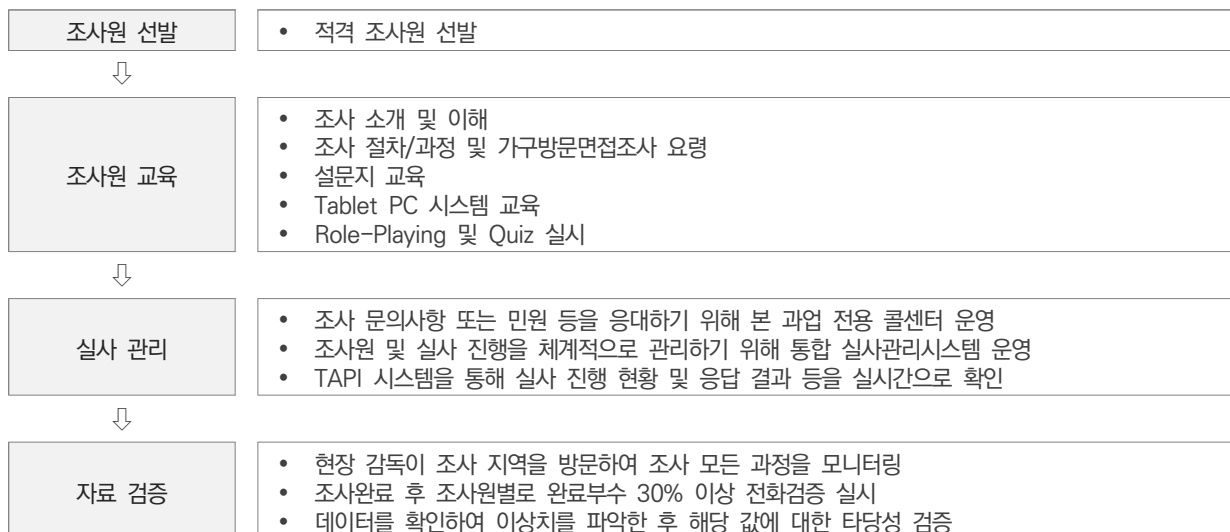 조사원 선발
• 적격 조사원 선발
조사원 교육
• 조사 소개 및 이해
• 조사 절차/과정 및 가구방문면접조사 요령
• 설문지 교육
• Tablet PC 시스템 교육
• Role-Playing 및 Quiz 실시
실사 관리
• 조사 문의사항 또는 민원 등을 응대하기 위해 본 과업 전용 콜센터 운영
• 조사원 및 실사 진행을 체계적으로 관리하기 위해 통합 실사관리시스템 운영
• TAPI 시스템을 통해 실사 진행 현황 및 응답 결과 등을 실시간으로 확인
자료 검증
• 현장 감독이 조사 지역을 방문하여 조사 모든 과정을 모니터링
• 조사완료 후 조사원별로 완료부수 30% 이상 전화검증 실시
• 데이터를 확인하여 이상치를 파악한 후 해당 값에 대한 타당성 검증